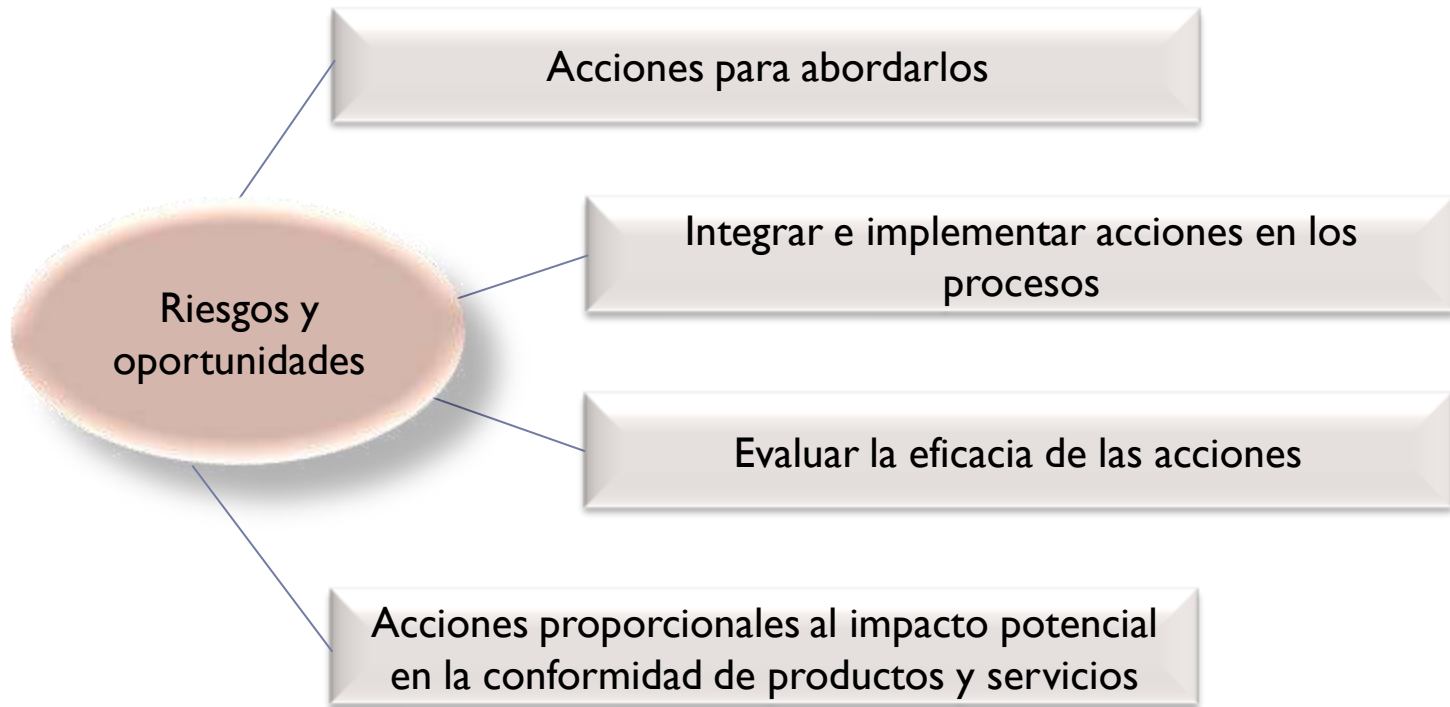 Acciones para abordarlos
Integrar e implementar acciones en los
procesos
Riesgos y
oportunidades
Evaluar la eficacia de las acciones
Acciones proporcionales al impacto potencial
en la conformidad de productos y servicios